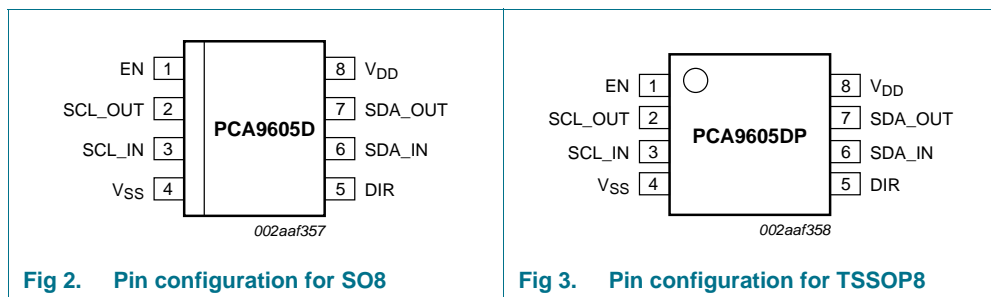 EN 1
8 VDD
SCL_OUT 2
7 SDA_OUT
PCA9605D
SCL_IN 3
6 SDA_IN
VSS 4
5 DIR
002aaf357
Fig 2. Pin configuration for SO8
EN 1
8 VDD
SCL_OUT 2
7 SDA_OUT
PCA9605DP
SCL_IN 3
6 SDA_IN
VSS 4
5 DIR
002aaf358
Fig 3. Pin configuration for TSSOP8